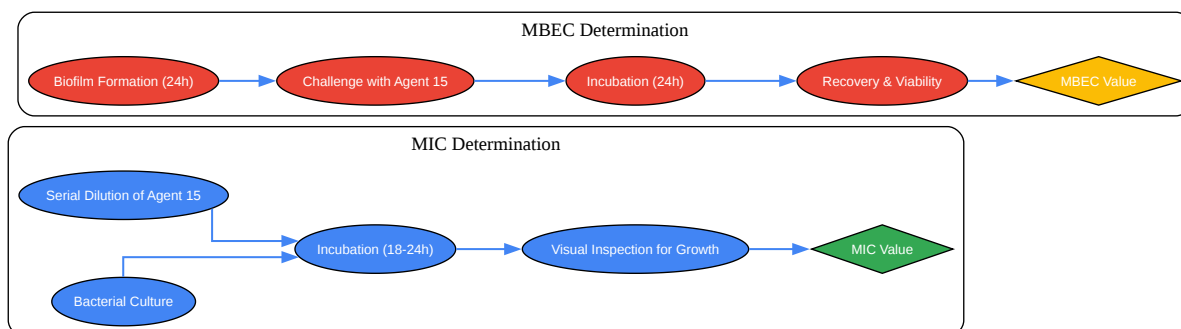 MBEC Determination
Biofilm Formation (24h)
Challenge with Agent 15
Incubation (24h)
Recovery & Viability
MBEC Value
MIC Determination
Serial Dilution of Agent 15
Incubation (18-24h)
Visual Inspection for Growth
MIC Value
Bacterial Culture